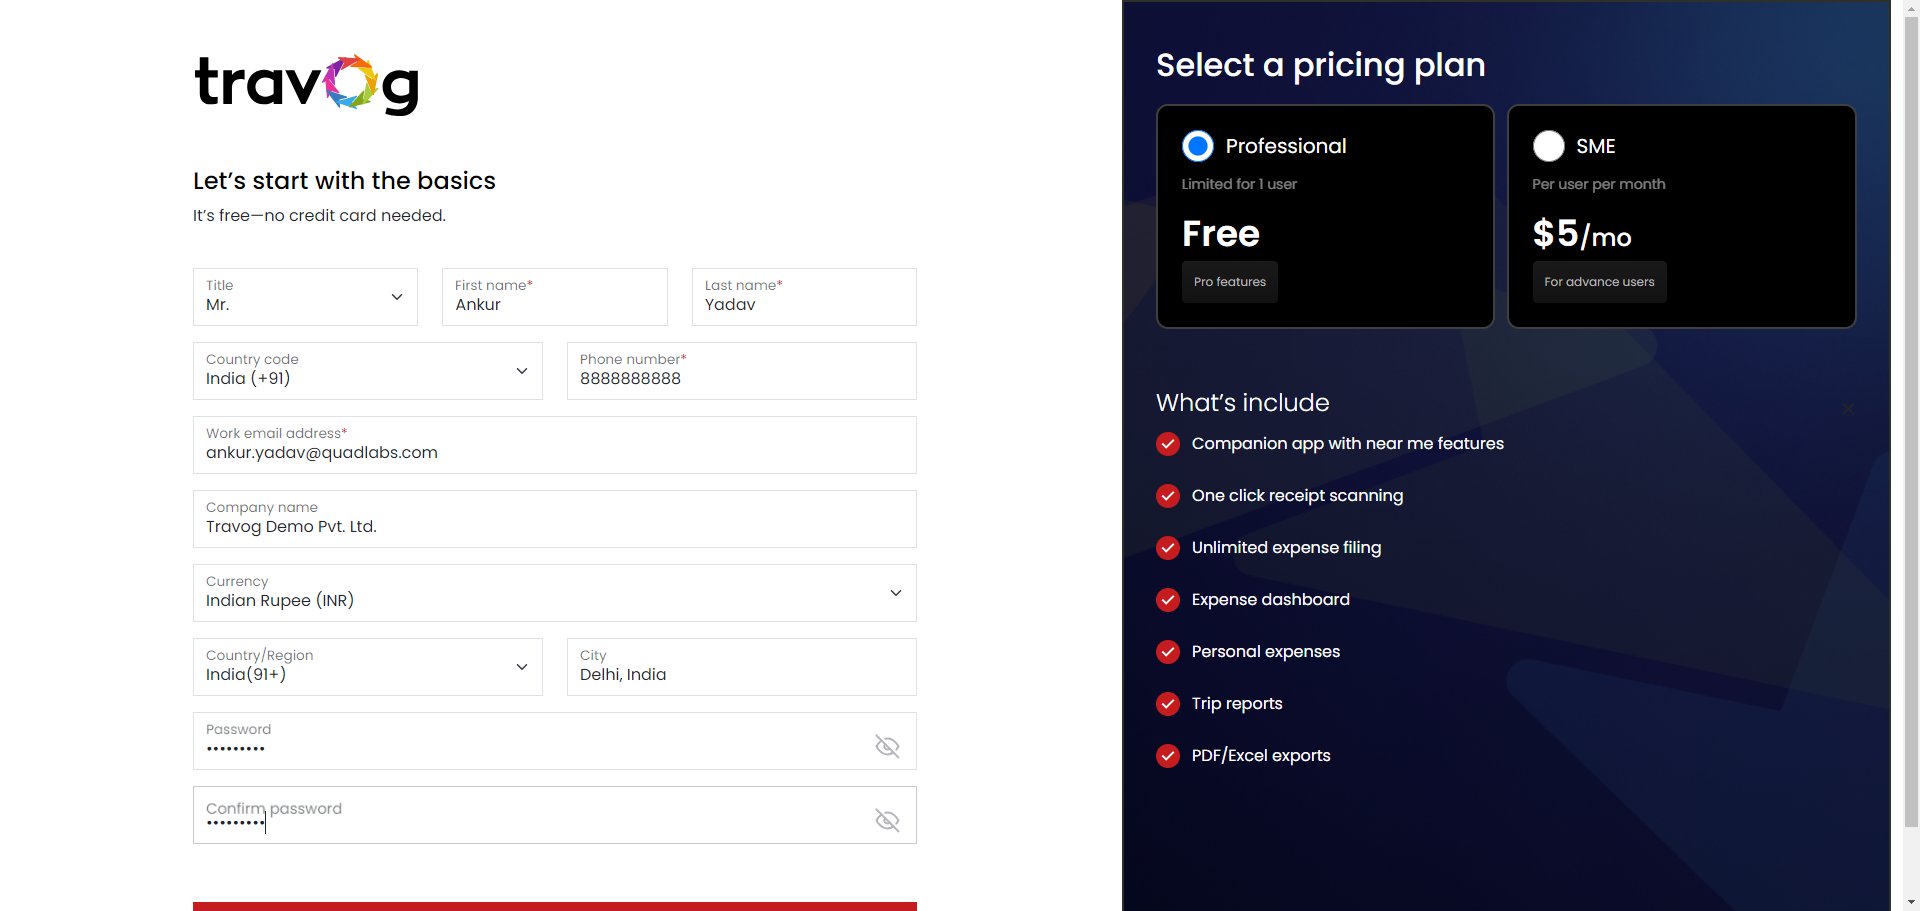 travog
Let's start with the basics
It's free—no credit card needed.
Title
Mr.
First name*
Ankur
Last name*
Yadav
Country code
India (+91)
Phone number*
8888888888
Work email address*
ankur.yadav@quadlabs.com
Company name
Travog Demo Pvt. Ltd.
Currency
Indian Rupee (INR)
Country/Region
India(91+)
City
Delhi, India
Password
•••••••••
Confirm password
•••••••••
Select a pricing plan
Professional
Limited for 1 user
Free
Pro features
SME
Per user per month
$5/mo
For advance users
What's include
Companion app with near me features
One click receipt scanning
Unlimited expense filing
Expense dashboard
Personal expenses
Trip reports
PDF/Excel exports